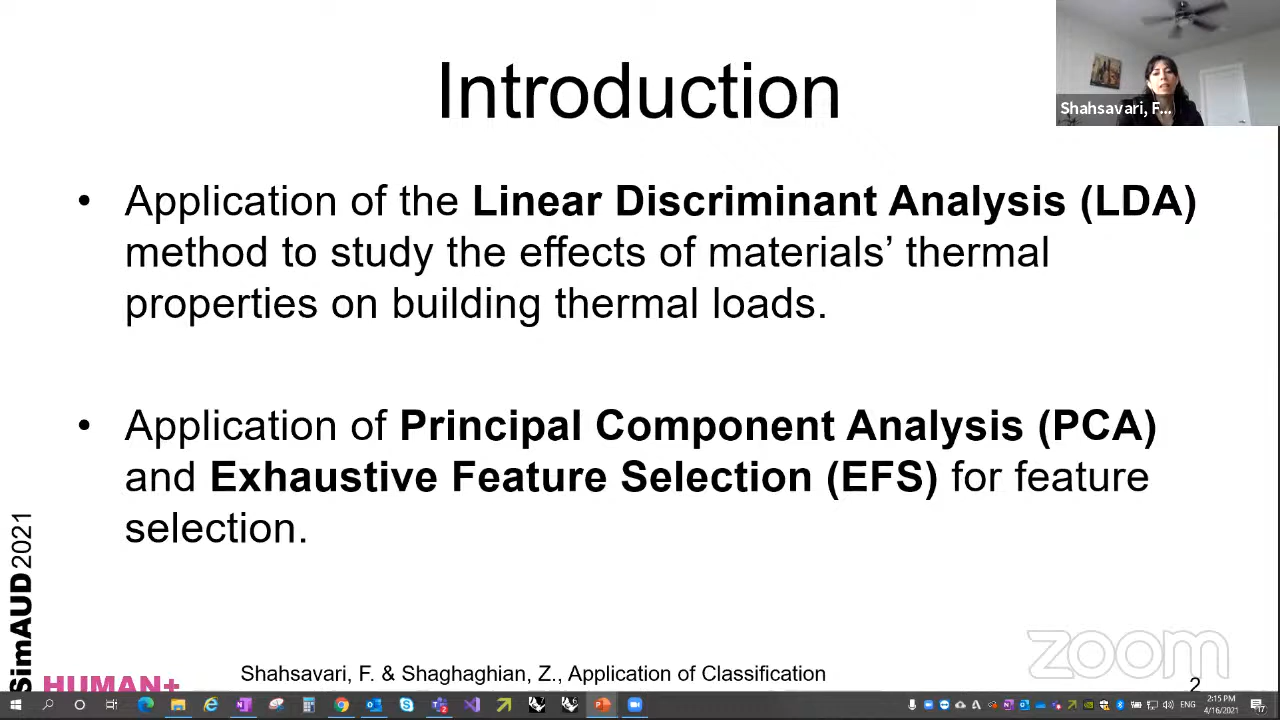 Introduction
Shahsavari, F...
• Application of the Linear Discriminant Analysis (LDA)
method to study the effects of materials’ thermal
properties on building thermal loads.
• Application of Principal Component Analysis (PCA)
and Exhaustive Feature Selection (EFS) for feature
selection.
SimAUD2021
HUMAN+
Shahsavari, F. & Shaghaghian, Z., Application of Classification
zoom
2
ENG
2:15 PM
4/16/2021